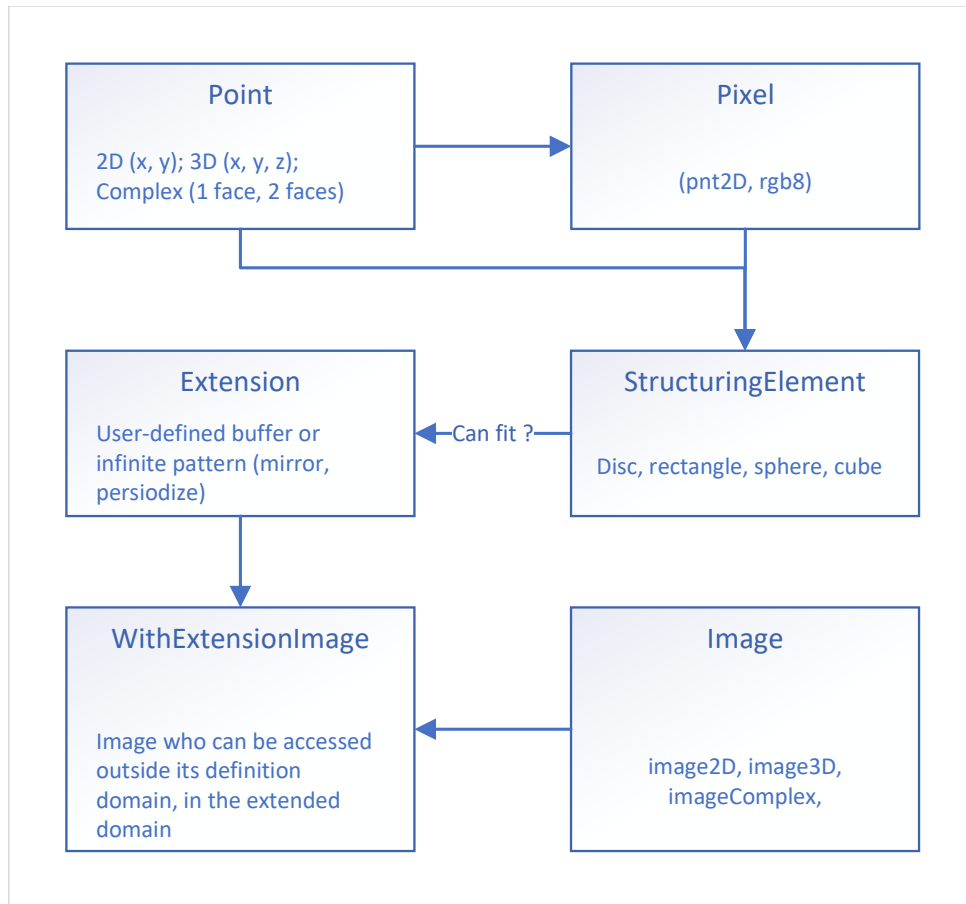 Point
2D (x, y); 3D (x, y, z);
Complex (1 face, 2 faces)
Pixel
(pnt2D, rgb8)
Extension
User-defined buffer or
infinite pattern (mirror,
persiodize)
Can fit ?
StructuringElement
Disc, rectangle, sphere, cube
WithExtensionImage
Image who can be accessed
outside its definition
domain, in the extended
domain
Image
image2D, image3D,
imageComplex,